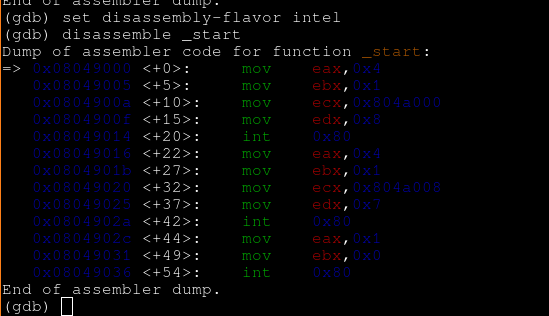 End of assembler dump.
(gdb) set disassembly-flavor intel
(gdb) disassemble _start
Dump of assembler code for function _start:
=> 0x08049000 <+0>: mov eax,0x4
0x08049005 <+5>: mov ebx,0x1
0x0804900a <+10>: mov ecx,0x804a000
0x0804900f <+15>: mov edx,0x8
0x08049014 <+20>: int 0x80
0x08049016 <+22>: mov eax,0x4
0x0804901b <+27>: mov ebx,0x1
0x08049020 <+32>: mov ecx,0x804a008
0x08049025 <+37>: mov edx,0x7
0x0804902a <+42>: int 0x80
0x0804902c <+44>: mov eax,0x1
0x08049031 <+49>: mov ebx,0x0
0x08049036 <+54>: int 0x80
End of assembler dump.
(gdb)